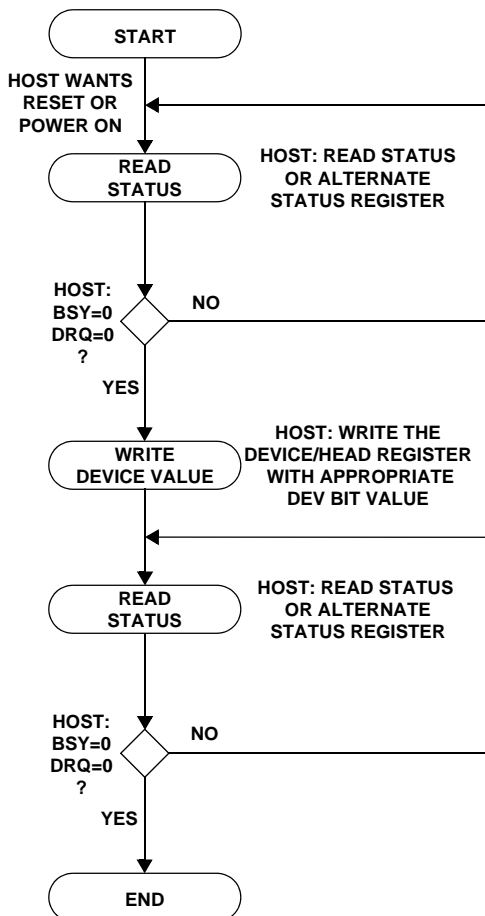 START
HOST WANTS
RESET OR
POWER ON
READ
STATUS
HOST: READ STATUS
OR ALTERNATE
STATUS REGISTER
HOST:
BSY=0
DRQ=0
?
NO
YES
WRITE
DEVICE VALUE
HOST: WRITE THE
DEVICE/HEAD REGISTER
WITH APPROPRIATE
DEV BIT VALUE
READ
STATUS
HOST: READ STATUS
OR ALTERNATE
STATUS REGISTER
HOST:
BSY=0
DRQ=0
?
NO
YES
END